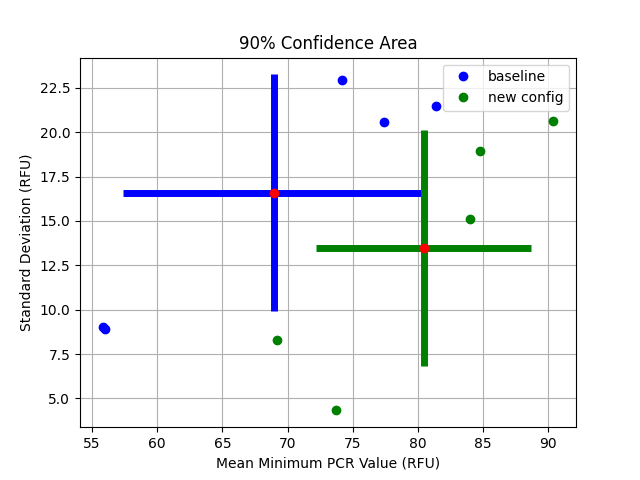 90% Confidence Area
baseline
new config
22.5
20.0
17.5
15.0
12.5
10.0
7.5
5.0
Standard Deviation (RFU)
55 60 65 70 75 80 85 90
Mean Minimum PCR Value (RFU)